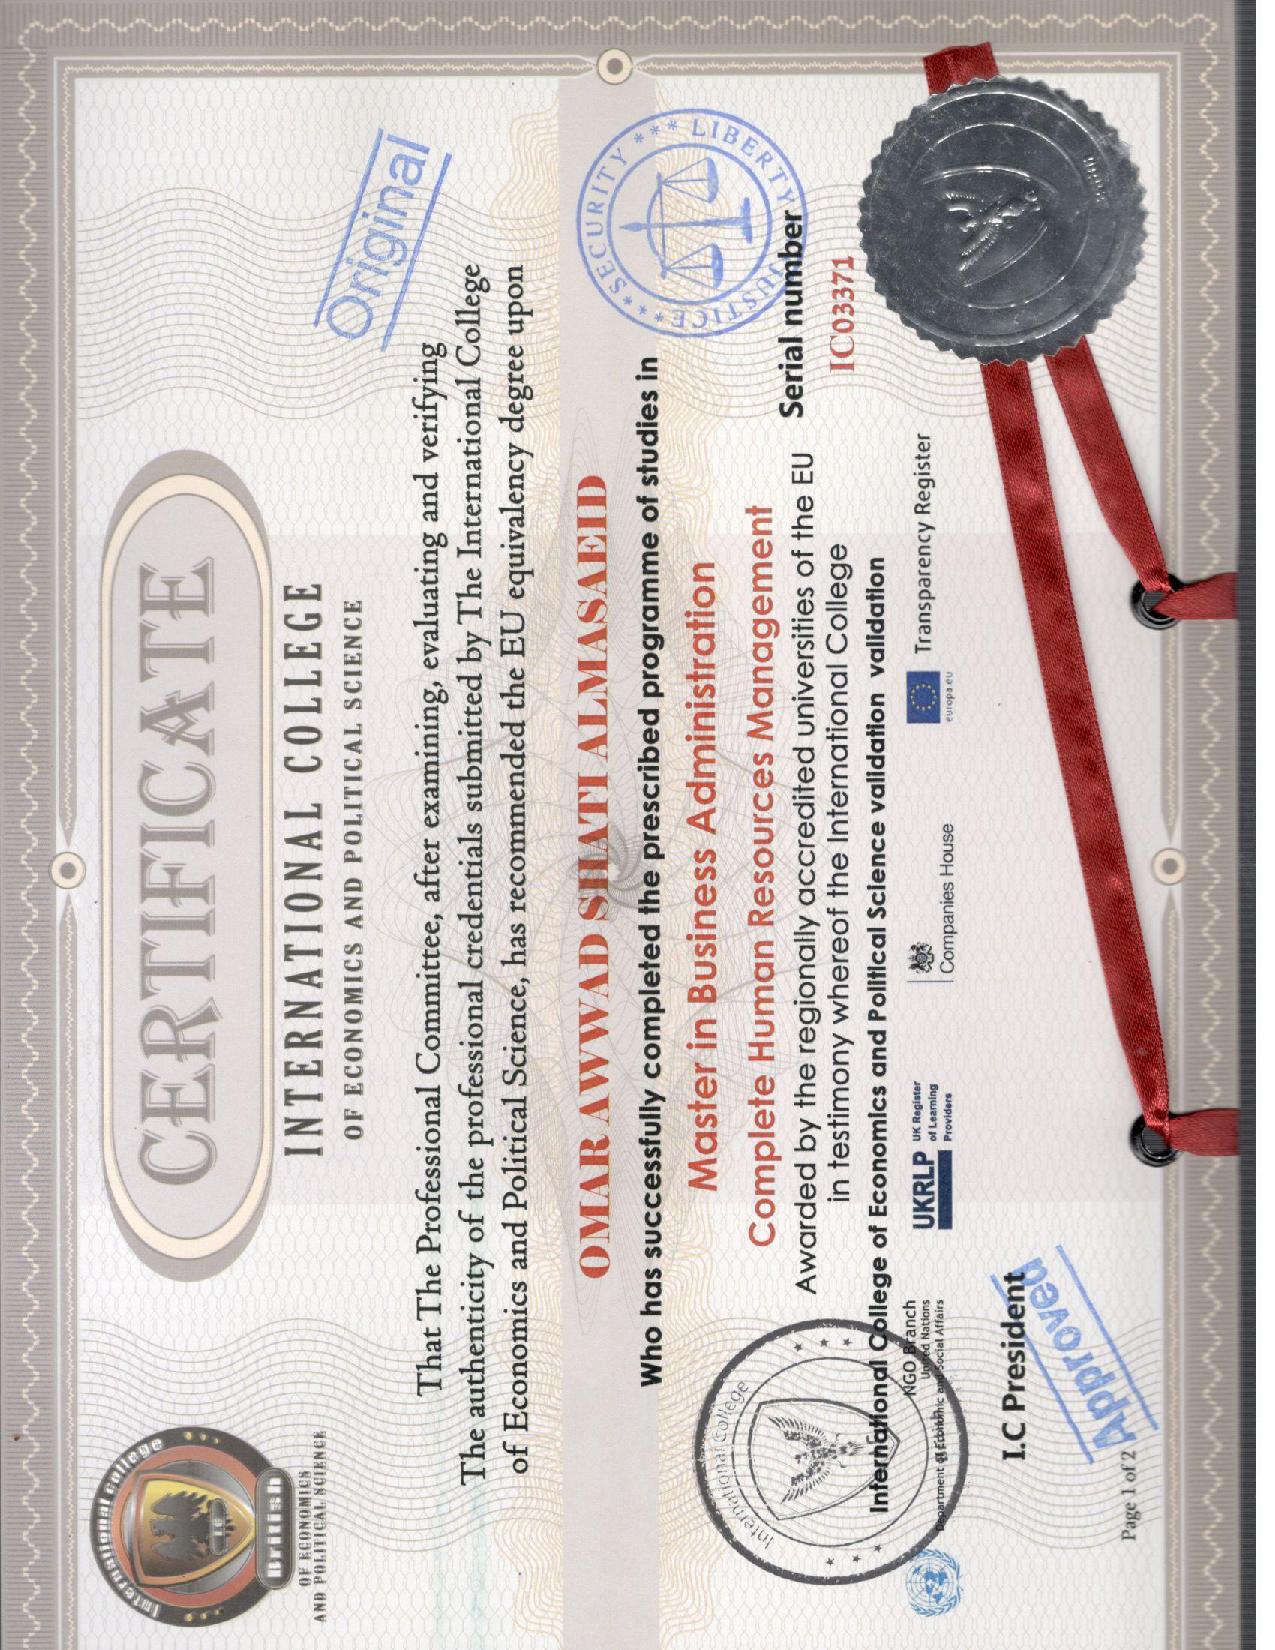 International College
IC
British
OF ECONOMICS
AND POLITICAL SCIENCE
CERTIFICATE
INTERNATIONAL COLLEGE
OF ECONOMICS AND POLITICAL SCIENCE
Original
That The Professional Committee, after examining, evaluating and verifying
The authenticity of the professional credentials submitted by The International College
of Economics and Political Science, has recommended the EU equivalency degree upon
OMAR AWWAD SHATI ALMASAEID
Who has successfully completed the prescribed programme of studies in
Master in Business Administration
Complete Human Resources Management
Awarded by the regionally accredited universities of the EU
in testimony whereof the International College
International College of Economics and Political Science validation validation
SECURITY *** LIBERTY JUSTICE***
Serial number
IC03371
International College
British
NGO Branch
United Nations
Department of Economic and Social Affairs
UKRLP
UK Register
of Learning
Providers
Companies House
europa.eu
Transparency Register
I.C President
Approved
Page 1 of 2